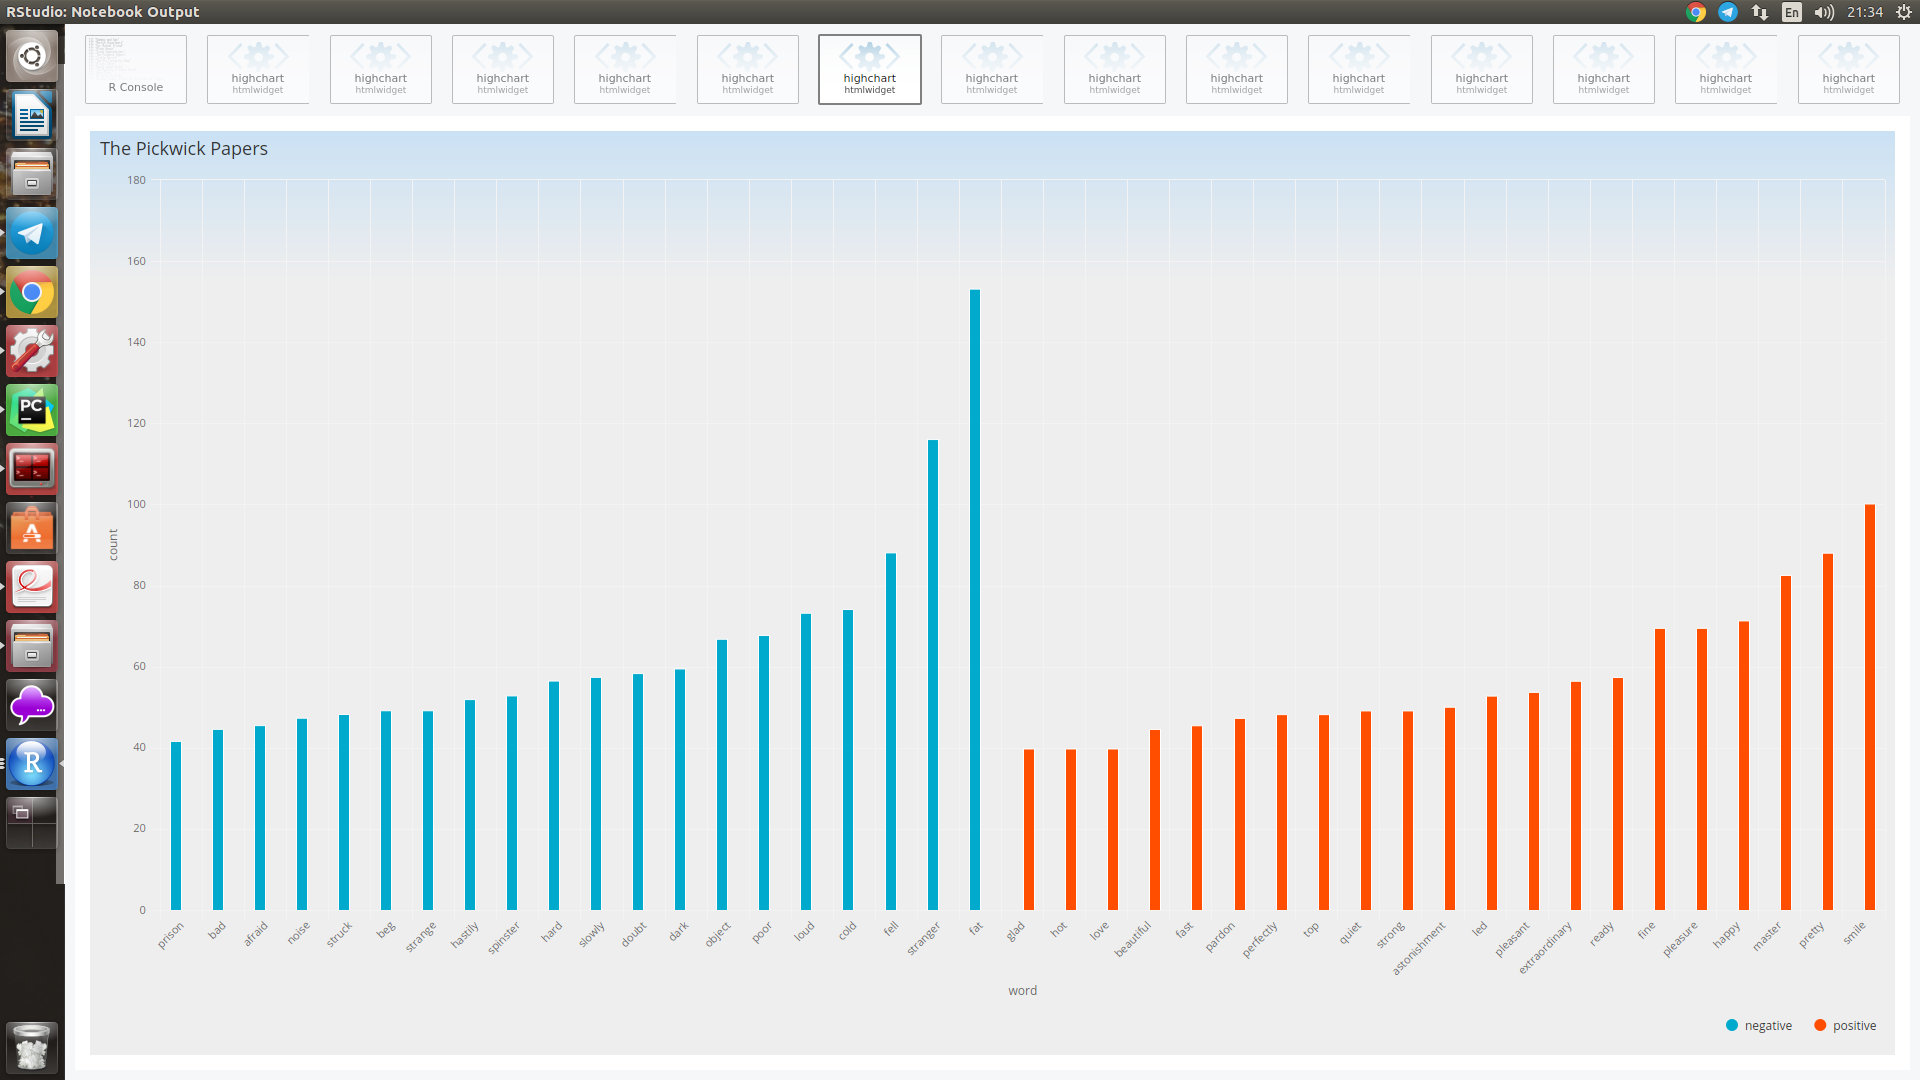 RStudio: Notebook Output
En
21:34
R Console
highchart
htmlwidget
highchart
htmlwidget
highchart
htmlwidget
highchart
htmlwidget
highchart
htmlwidget
highchart
htmlwidget
highchart
htmlwidget
highchart
htmlwidget
highchart
htmlwidget
highchart
htmlwidget
highchart
htmlwidget
highchart
htmlwidget
highchart
htmlwidget
highchart
htmlwidget
PC
A
R
The Pickwick Papers
180
160
140
120
100
80
60
40
20
0
count
prison
bad
afraid
noise
struck
beg
strange
hastily
spinster
hard
slowly
doubt
dark
object
poor
loud
cold
fell
stranger
fat
glad
hot
love
beautiful
fast
pardon
perfectly
top
quiet
strong
astonishment
led
pleasant
extraordinary
ready
fine
pleasure
happy
master
pretty
smile
word
negative
positive